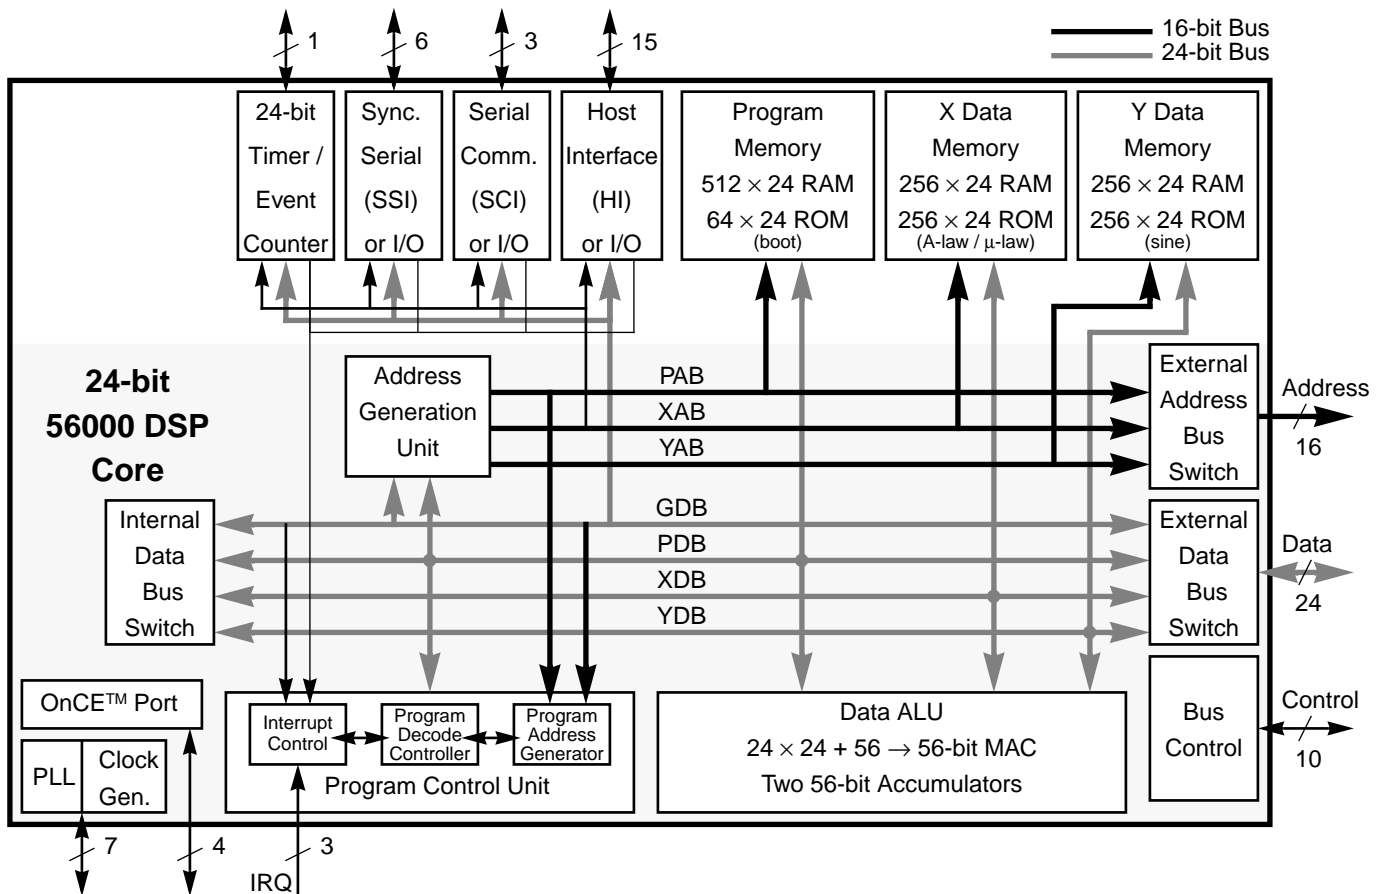 1
6
3
15
16-bit Bus
24-bit Bus
24-bit
Timer /
Event
Counter
Sync.
Serial
(SSI)
or I/O
Serial
Comm.
(SCI)
or I/O
Host
Interface
(HI)
or I/O
Program
Memory
512 × 24 RAM
64 × 24 ROM
(boot)
X Data
Memory
256 × 24 RAM
256 × 24 ROM
(A-law / μ-law)
Y Data
Memory
256 × 24 RAM
256 × 24 ROM
(sine)
24-bit
56000 DSP
Core
Address
Generation
Unit
PAB
XAB
YAB
External
Address
Bus
Switch
Address
16
Internal
Data
Bus
Switch
GDB
PDB
XDB
YDB
External
Data
Bus
Switch
Data
24
OnCE™ Port
PLL
Clock
Gen.
Interrupt
Control
Program
Decode
Controller
Program
Address
Generator
Program Control Unit
Data ALU
24 × 24 + 56 → 56-bit MAC
Two 56-bit Accumulators
Bus
Control
Control
10
7
4
3
IRQ